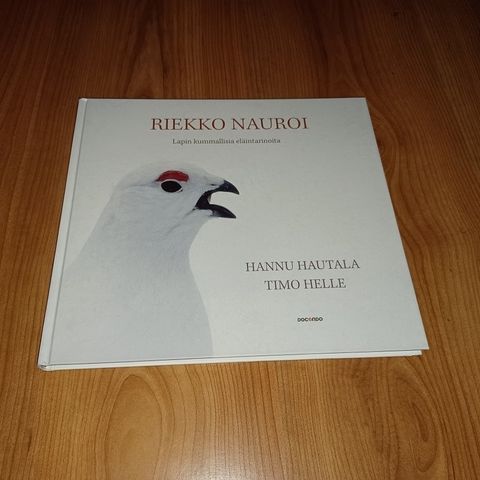 RIEKKO NAUROI
Lapin kummallisia eläintarinoita
HANNU HAUTALA
TIMO HELLE
DOCENDO